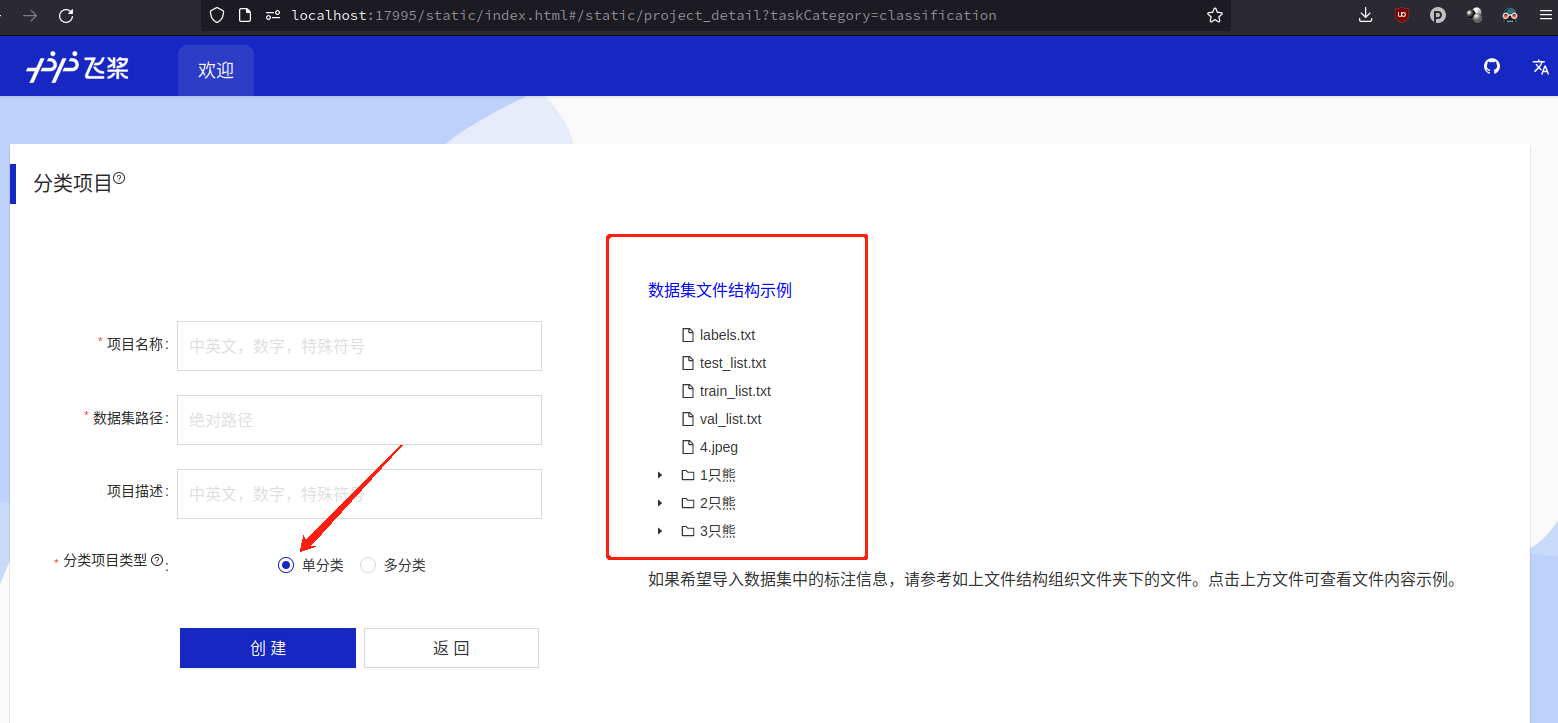 localhost:17995/static/index.html#/static/project_detail?taskCategory=classification
飞桨
欢迎
分类项目?
* 项目名称:
中英文，数字，特殊符号
* 数据集路径:
绝对路径
项目描述:
中英文，数字，特殊符号
* 分类项目类型?:
单分类
多分类
创 建
返 回
数据集文件结构示例
labels.txt
test_list.txt
train_list.txt
val_list.txt
4.jpeg
1只熊
2只熊
3只熊
如果希望导入数据集中的标注信息，请参考如上文件结构组织文件夹下的文件。点击上方文件可查看文件内容示例。